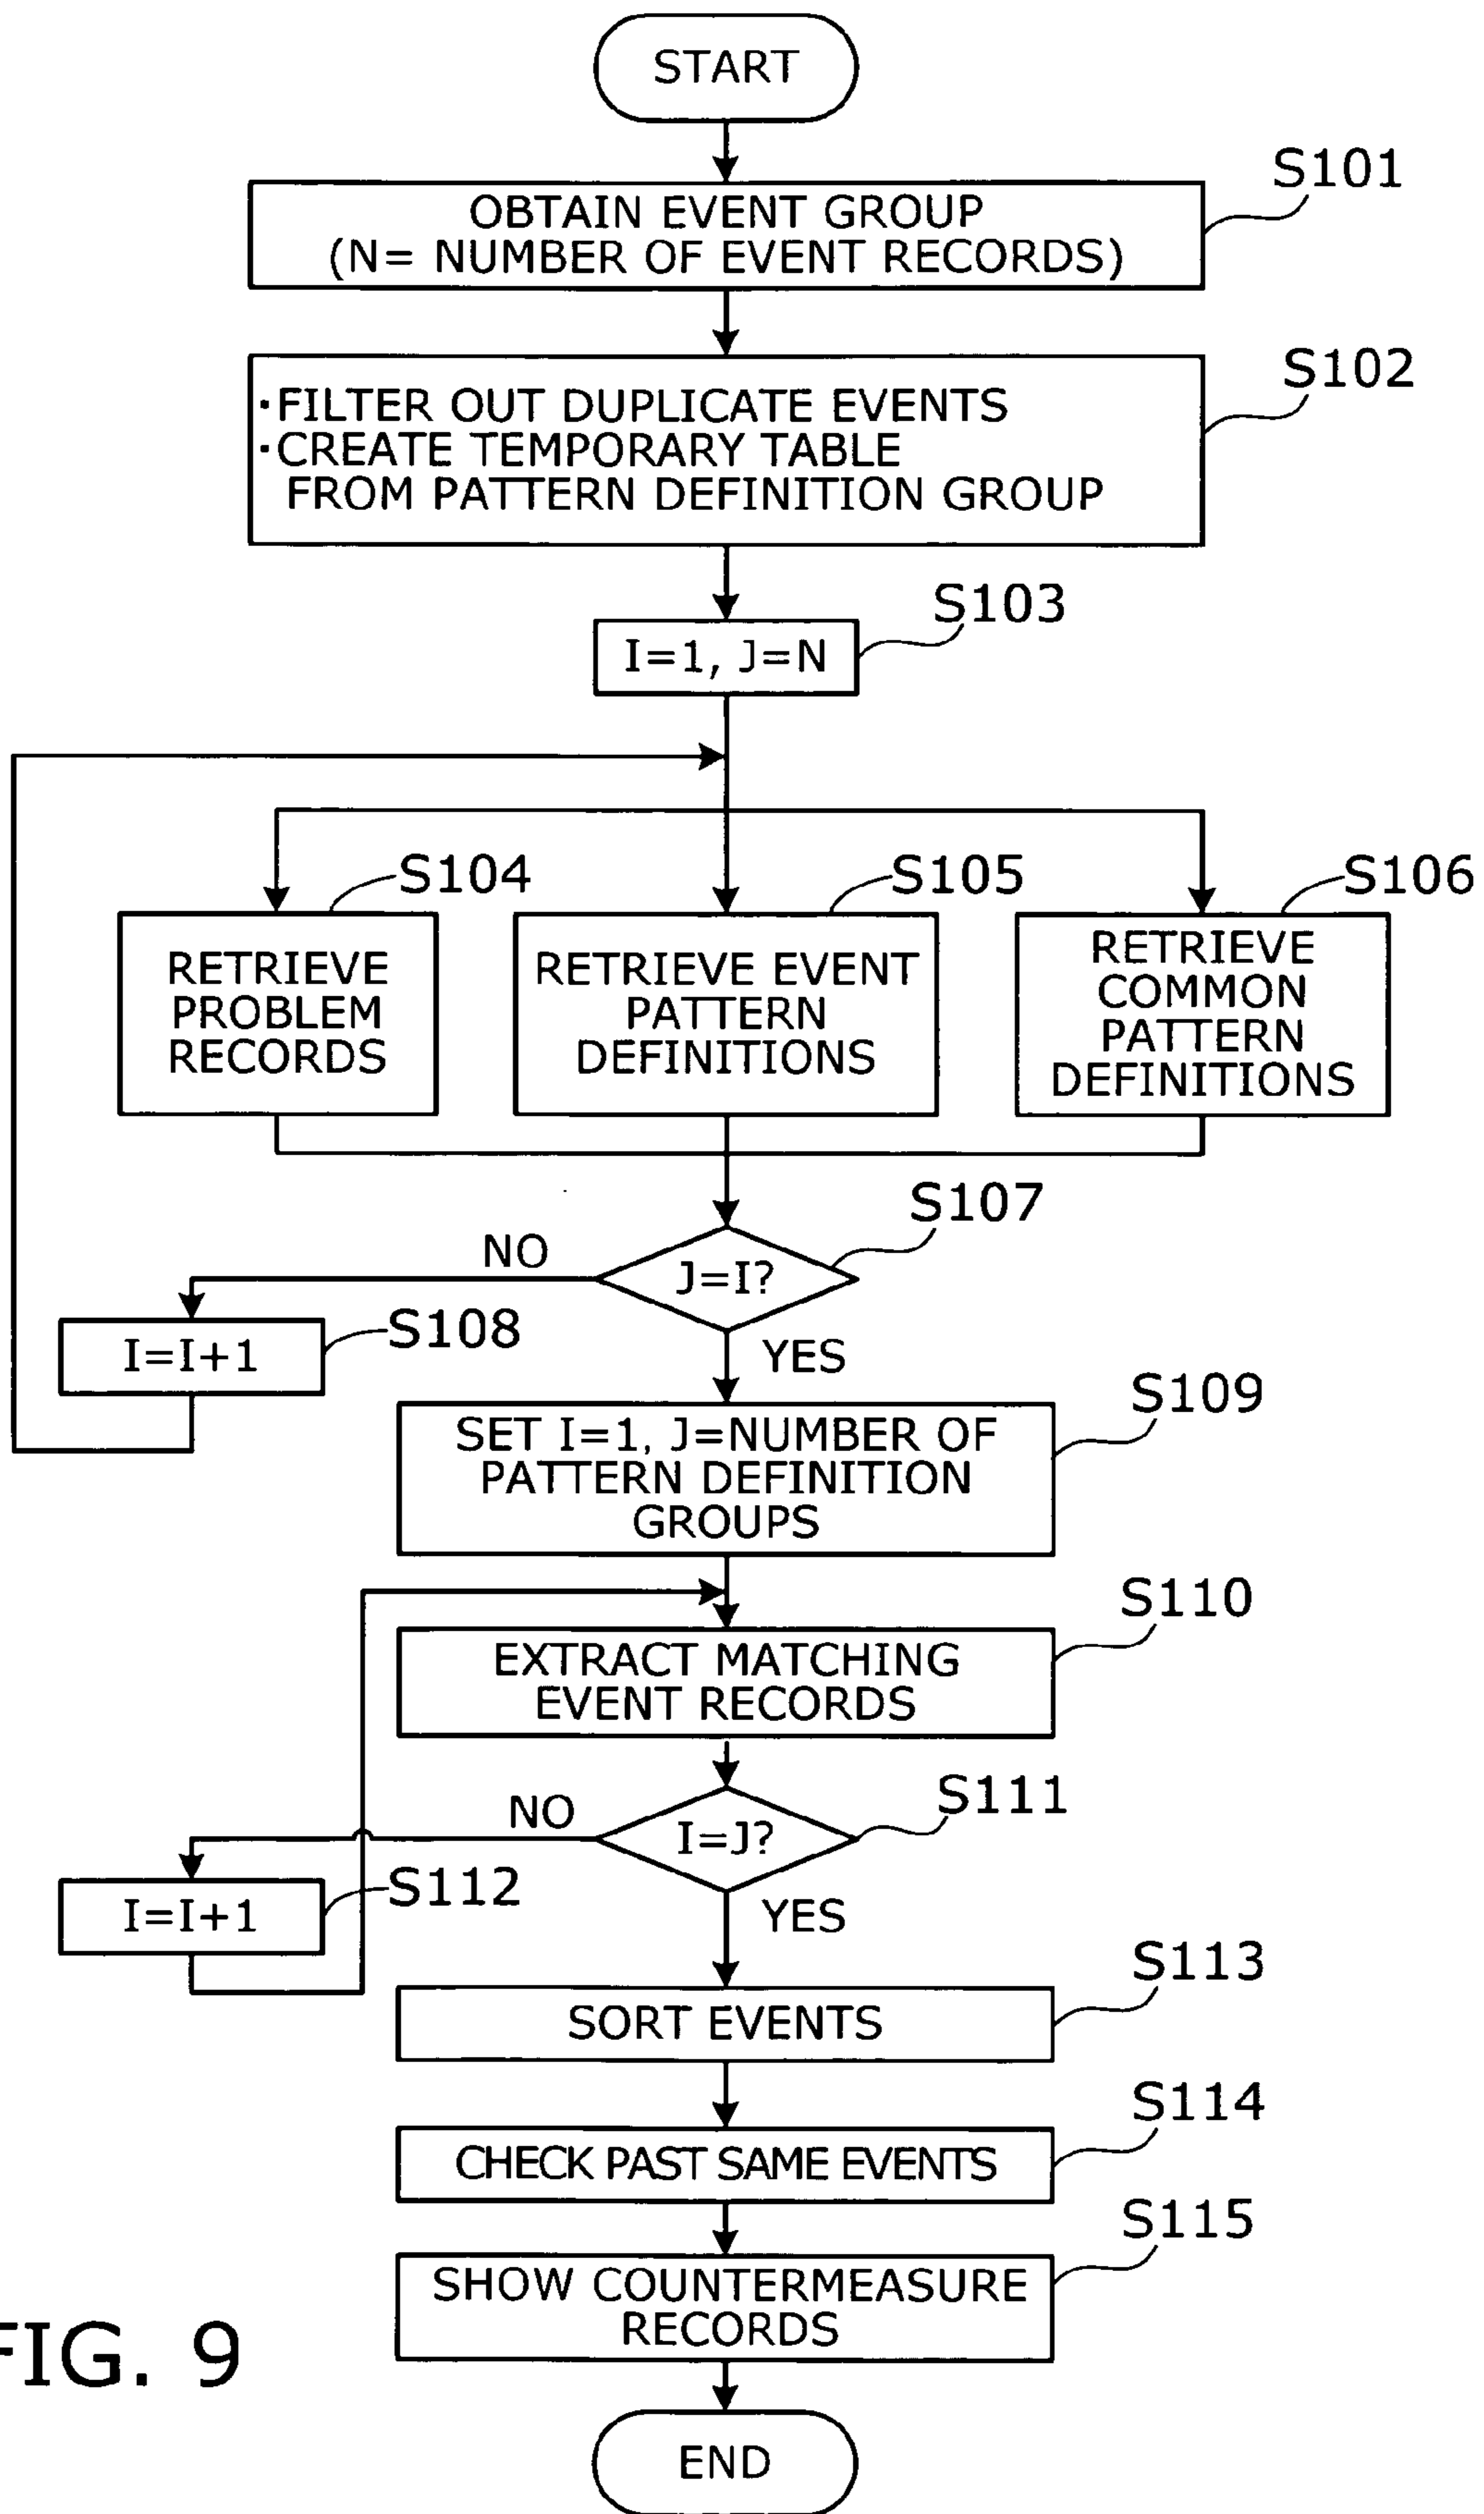 START
S101
OBTAIN EVENT GROUP
(N= NUMBER OF EVENT RECORDS)
S102
·FILTER OUT DUPLICATE EVENTS
·CREATE TEMPORARY TABLE
FROM PATTERN DEFINITION GROUP
S103
I=1, J=N
S104
S105
S106
RETRIEVE
PROBLEM
RECORDS
RETRIEVE EVENT
PATTERN
DEFINITIONS
RETRIEVE
COMMON
PATTERN
DEFINITIONS
S107
NO
J=I?
S108
I=I+1
YES
S109
SET I=1, J=NUMBER OF
PATTERN DEFINITION
GROUPS
S110
EXTRACT MATCHING
EVENT RECORDS
S111
NO
I=J?
S112
I=I+1
YES
S113
SORT EVENTS
S114
CHECK PAST SAME EVENTS
S115
SHOW COUNTERMEASURE
RECORDS
FIG. 9
END